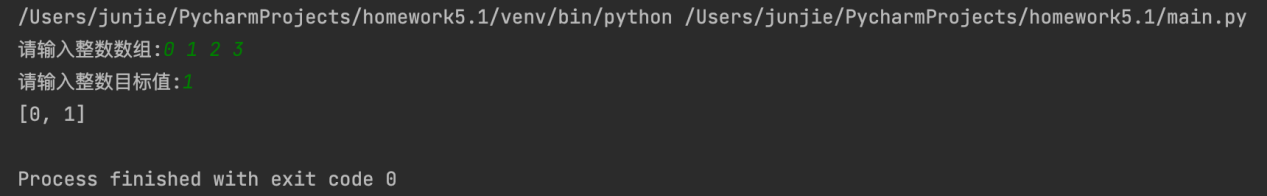 /Users/junjie/PycharmProjects/homework5.1/venv/bin/python /Users/junjie/PycharmProjects/homework5.1/main.py
请输入整数数组:0 1 2 3
请输入整数目标值:1
[0, 1]
Process finished with exit code 0